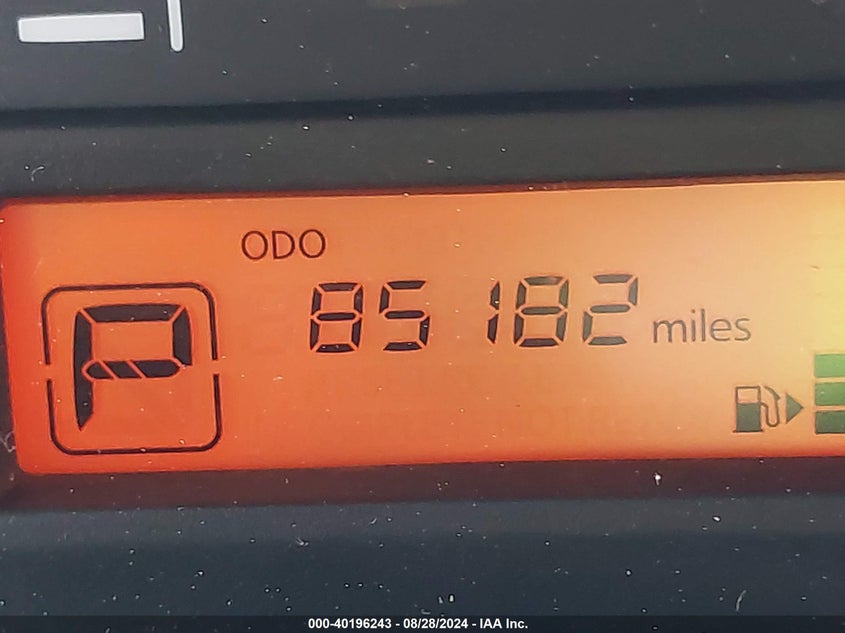 ODO
85182 miles
P
000-40196243 - 08/28/2024 - IAA Inc.